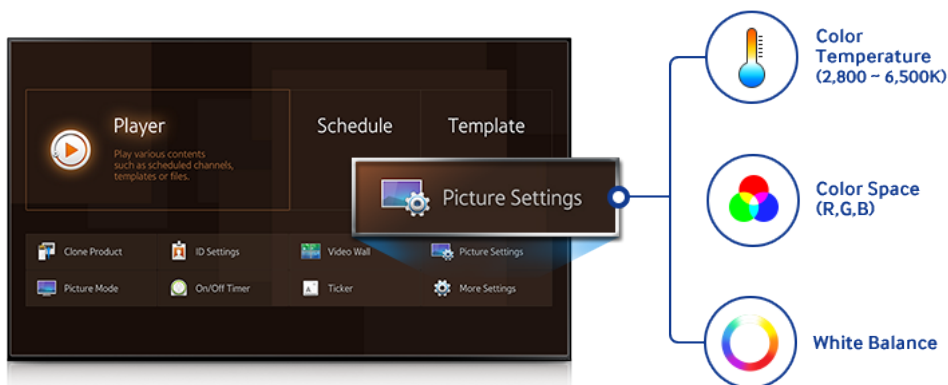 Player
Play various contents
such as scheduled channels,
templates or files.
Schedule
Template
Picture Settings
Clone Product
ID Settings
Video Wall
Picture Settings
Picture Mode
On/Off Timer
Ticker
More Settings
Color
Temperature
(2,800 ~ 6,500K)
Color Space
(R,G,B)
White Balance